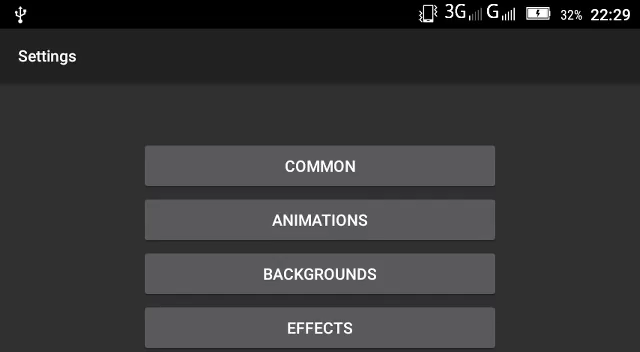 3G G 32% 22:29
Settings
COMMON
ANIMATIONS
BACKGROUNDS
EFFECTS